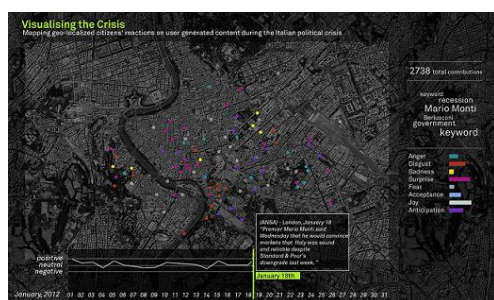 Visualising the Crisis
Mapping geo-localized citizens' reactions on user generated content during the Italian political crisis
2738 total contributions
keyword
recession
Mario Monti
Berlusconi
government
keyword
Anger
Disgust
Sadness
Surprise
Fear
Acceptance
Joy
Anticipation
(ANSA) - London, January 18
"Premier Mario Monti said
Wednesday that he would convince
markets that Italy was sound
and reliable despite
Standard & Poor's
downgrade last week."
January 18th
positive
neutral
negative
January, 2012 01 02 03 04 05 06 07 08 09 10 11 12 13 14 15 16 17 18 19 20 21 22 23 24 25 26 27 28 29 30 31